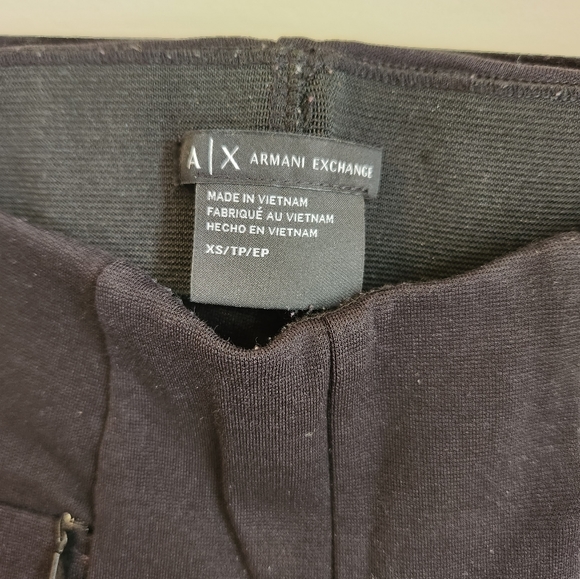 A|X ARMANI EXCHANGE
MADE IN VIETNAM
FABRIQUÉ AU VIETNAM
HECHO EN VIETNAM
XS/TP/EP